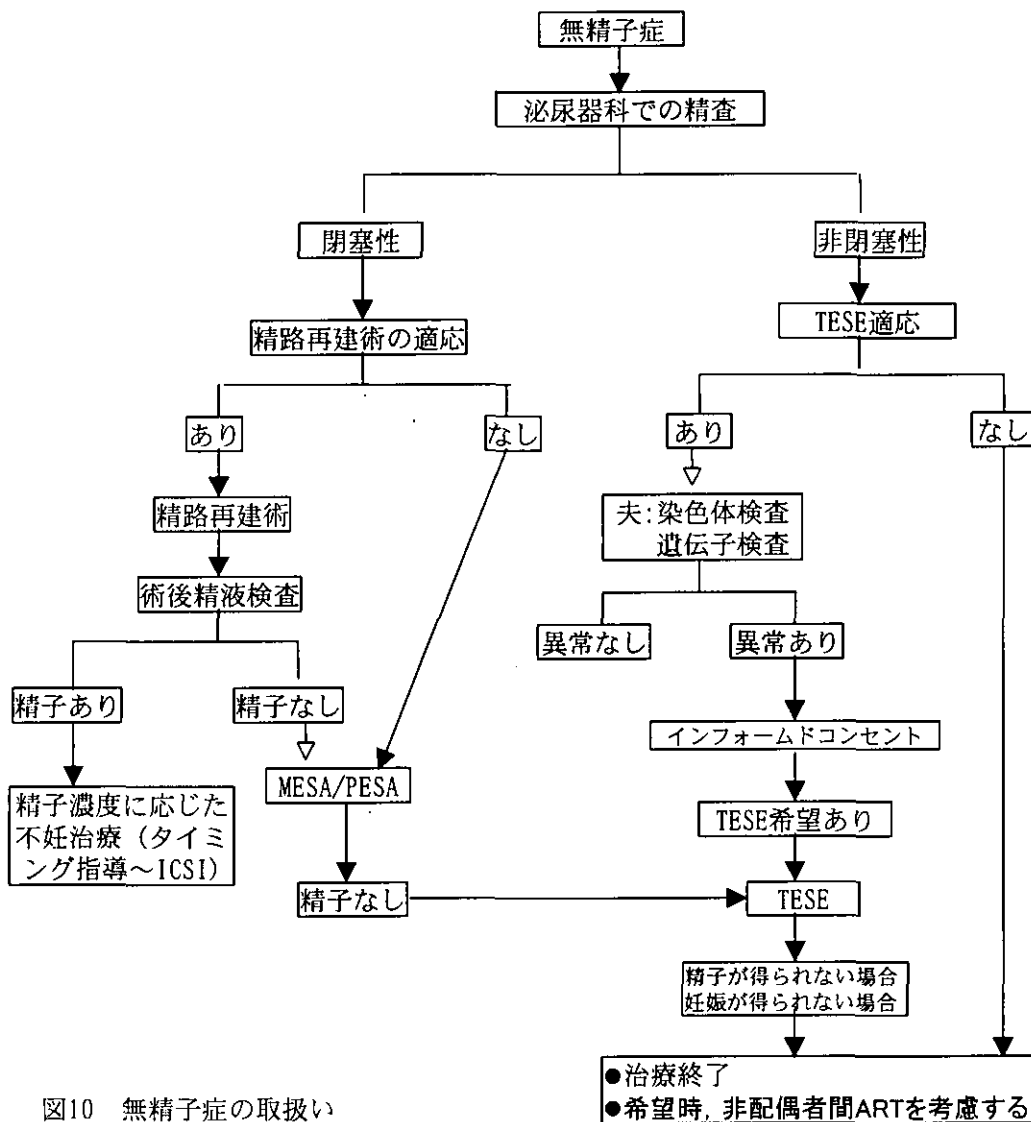 無精子症
泌尿器科での精査
閉塞性
非閉塞性
精路再建術の適応
TESE適応
あり
なし
あり
なし
精路再建術
夫:染色体検査
遺伝子検査
術後精液検査
異常なし
異常あり
精子あり
精子なし
インフォームドコンセント
MESA/PESA
精子濃度に応じた
不妊治療（タイミ
ング指導～ICSI）
TESE希望あり
精子なし
TESE
精子が得られない場合
妊娠が得られない場合
●治療終了
●希望時，非配偶者間ARTを考慮する
図10 無精子症の取扱い